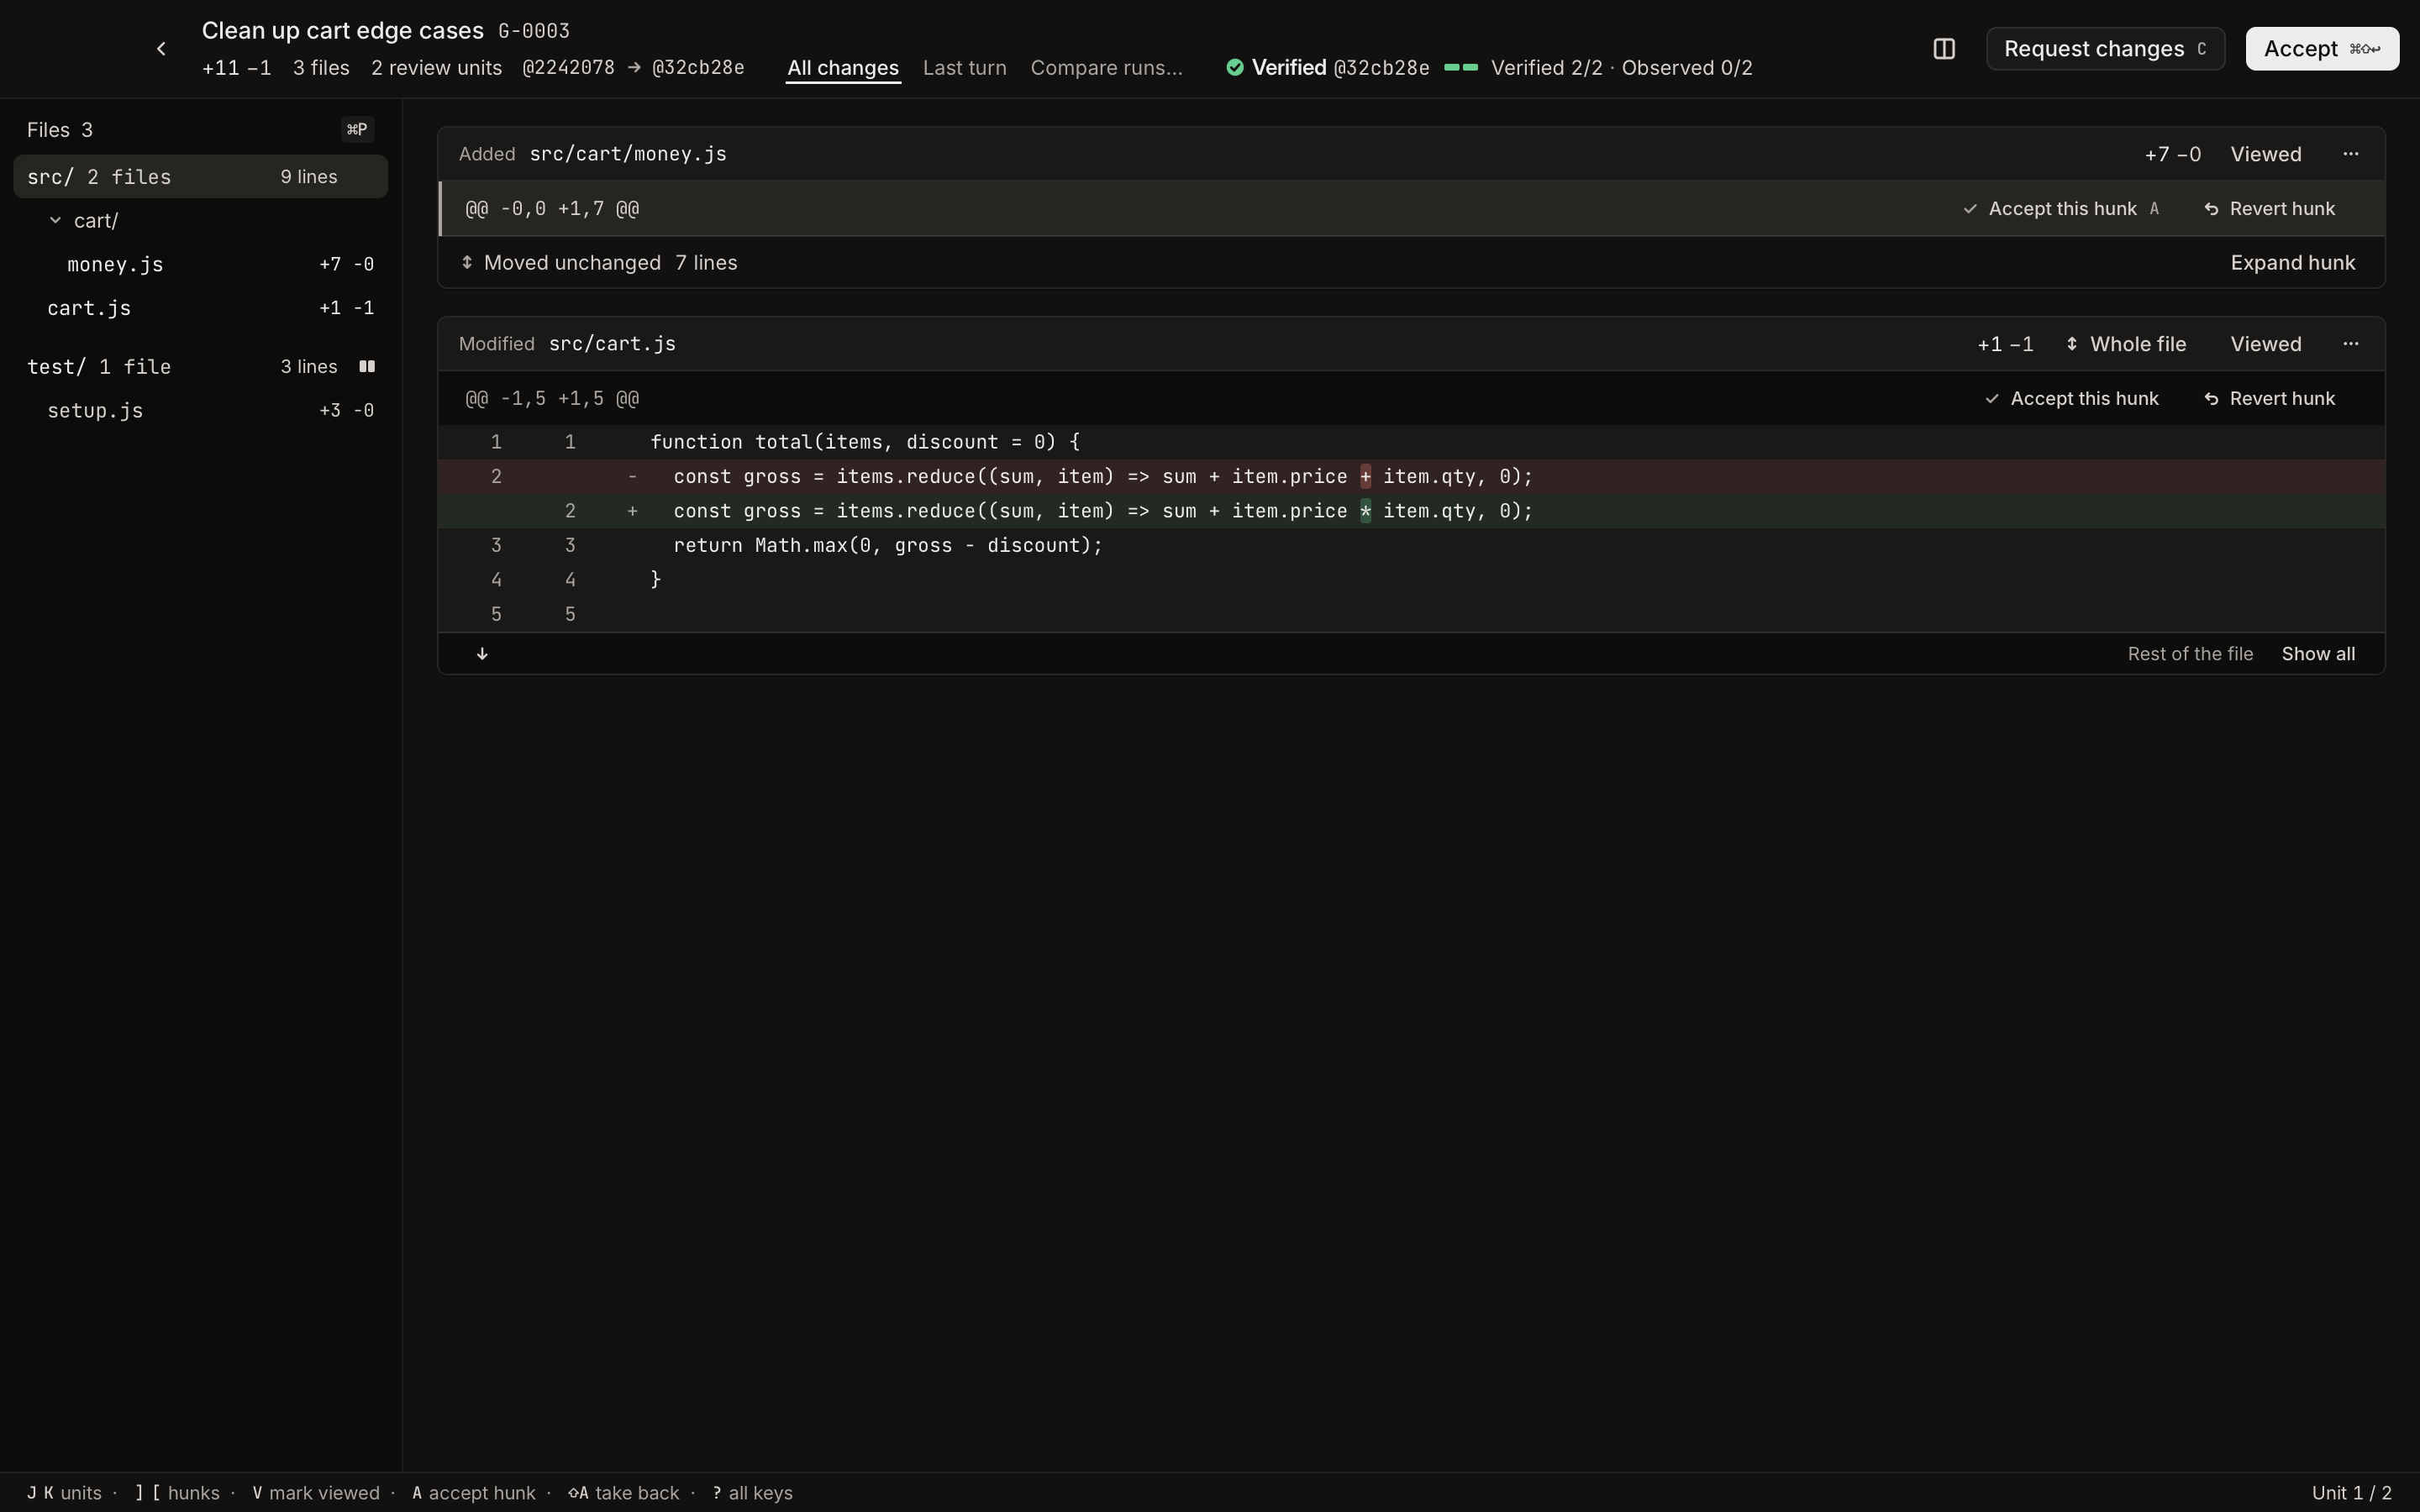 Clean up cart edge cases G-0003
+11 −1 3 files 2 review units @2242078 → @32cb28e All changes Last turn Compare runs... Verified @32cb28e Verified 2/2 · Observed 0/2
Request changes C Accept ⌘⇧↩
Files 3 ⌘P
src/ 2 files 9 lines
cart/
money.js +7 -0
cart.js +1 -1
test/ 1 file 3 lines
setup.js +3 -0
Added src/cart/money.js +7 −0 Viewed ···
@@ -0,0 +1,7 @@ Accept this hunk A Revert hunk
Moved unchanged 7 lines Expand hunk
Modified src/cart.js +1 −1 Whole file Viewed ···
@@ -1,5 +1,5 @@ Accept this hunk Revert hunk
1 1 function total(items, discount = 0) {
2 - const gross = items.reduce((sum, item) => sum + item.price + item.qty, 0);
2 + const gross = items.reduce((sum, item) => sum + item.price * item.qty, 0);
3 3 return Math.max(0, gross - discount);
4 4 }
5 5
Rest of the file Show all
J K units · ] [ hunks · V mark viewed · A accept hunk · ⇧A take back · ? all keys
Unit 1 / 2